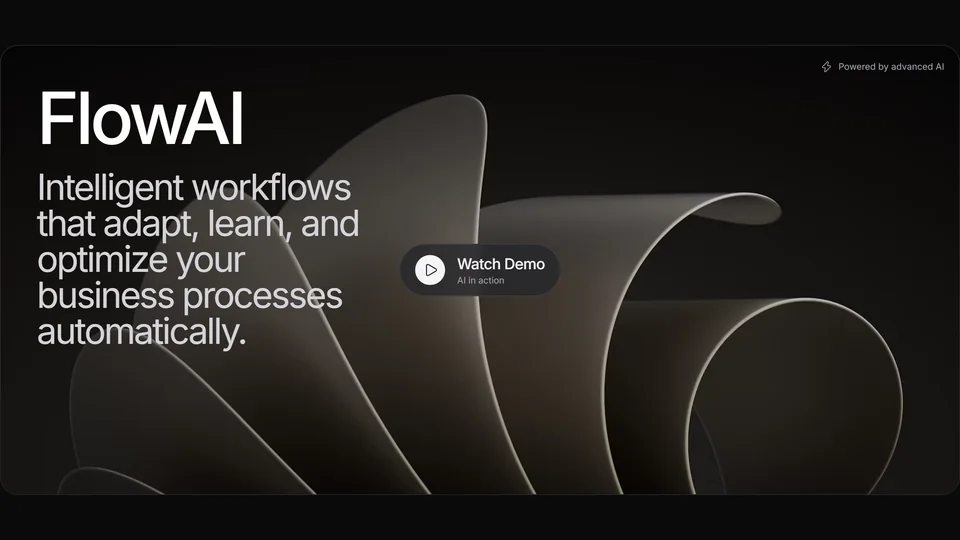 Powered by advanced AI
FlowAI
Intelligent workflows
that adapt, learn, and
optimize your
business processes
automatically.
Watch Demo
AI in action